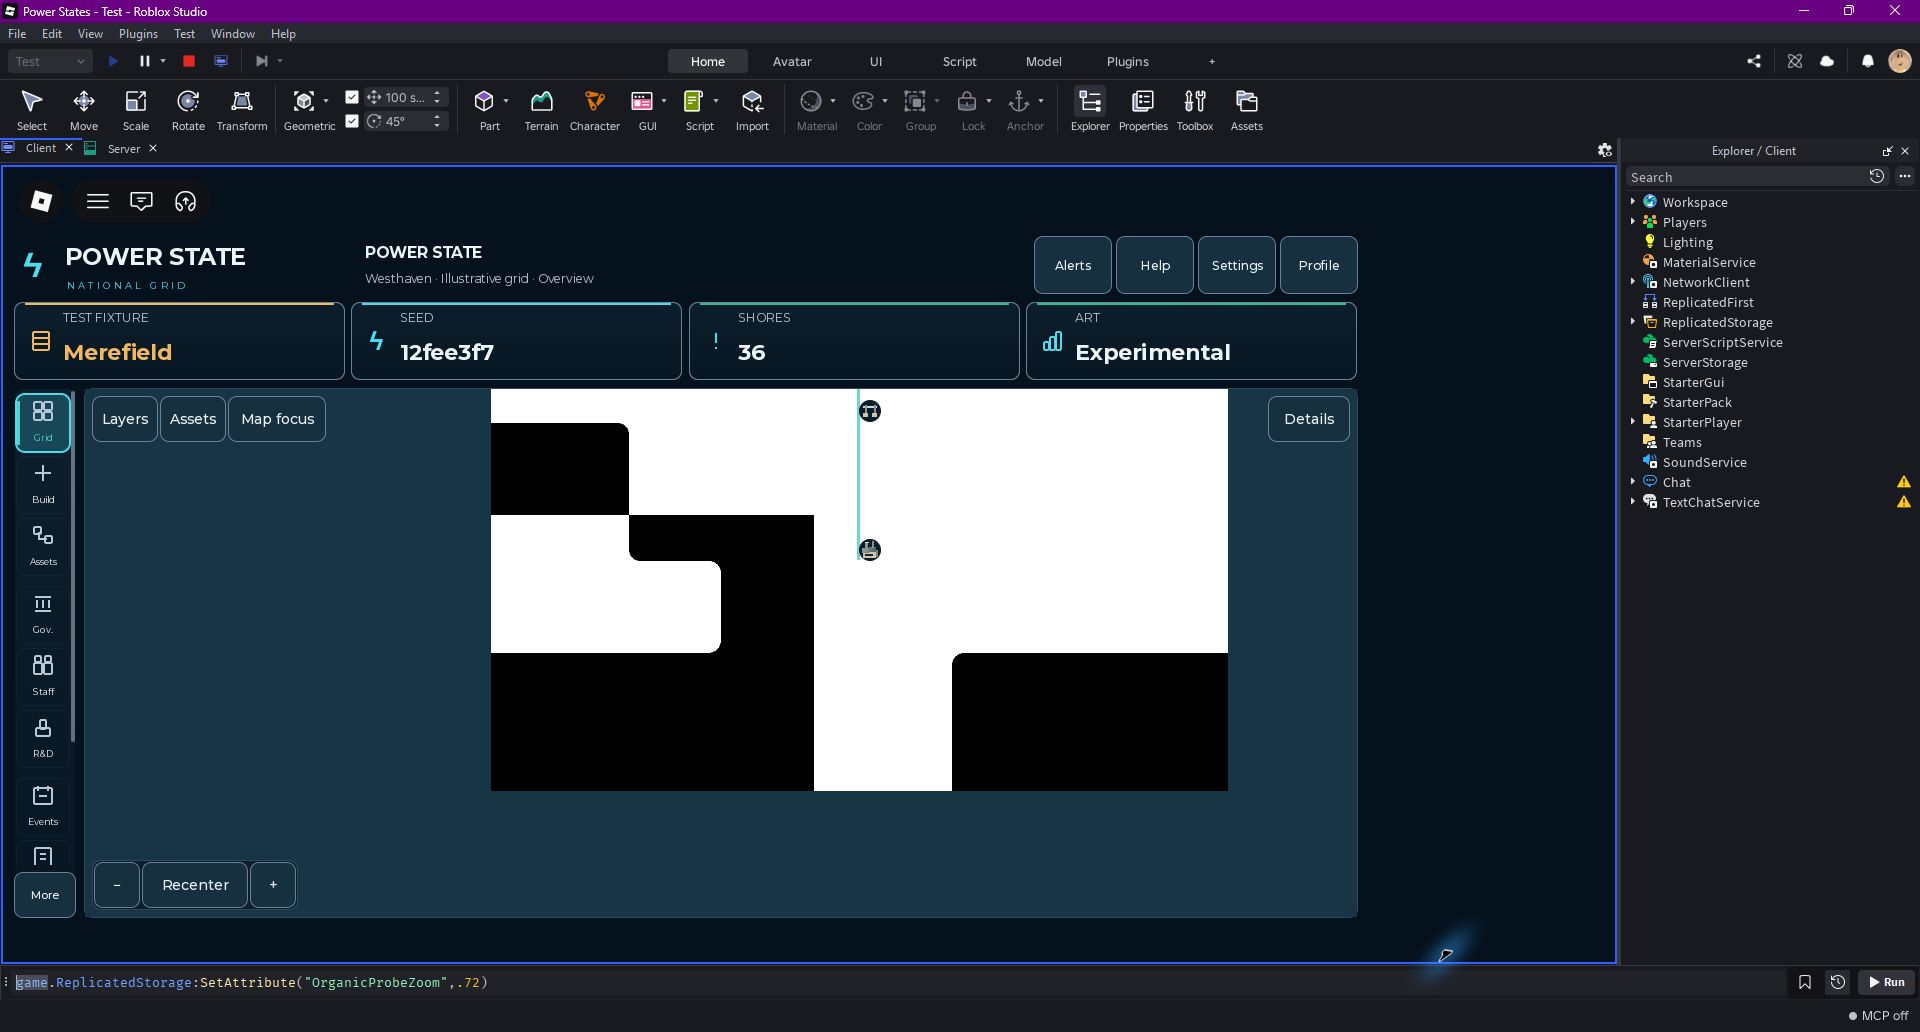 Power States - Test - Roblox Studio
File Edit View Plugins Test Window Help
Test
Home Avatar UI Script Model Plugins +
100 s...
45°
Select Move Scale Rotate Transform Geometric Part Terrain Character GUI Script Import Material Color Group Lock Anchor Explorer Properties Toolbox Assets
Client Server
Explorer / Client
Search
Workspace
Players
Lighting
MaterialService
NetworkClient
ReplicatedFirst
ReplicatedStorage
ServerScriptService
ServerStorage
StarterGui
StarterPack
StarterPlayer
Teams
SoundService
Chat
TextChatService
POWER STATE
NATIONAL GRID
POWER STATE
Westhaven · Illustrative grid · Overview
Alerts Help Settings Profile
TEST FIXTURE
Merefield
SEED
12fee3f7
SHORES
36
ART
Experimental
Grid
Build
Assets
Gov.
Staff
R&D
Events
More
Layers Assets Map focus
Details
- Recenter +
game.ReplicatedStorage:SetAttribute("OrganicProbeZoom",.72)
Run
MCP off